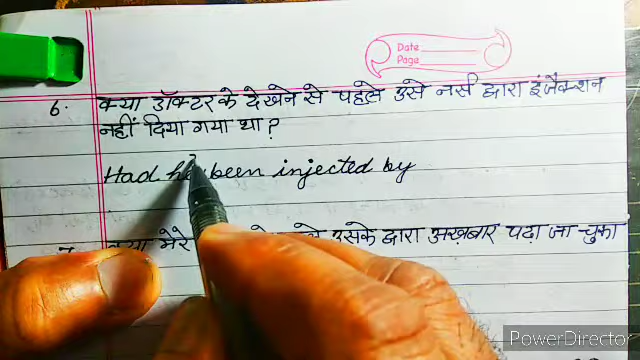 Date
Page
6. क्या डॉक्टर के देखने से पहले उसे नर्स द्वारा इंजैक्शन
नहीं दिया गया था?
Had he been injected by
मेरे उसके द्वारा अख़बार पढ़ा जा चुका
PowerDirector